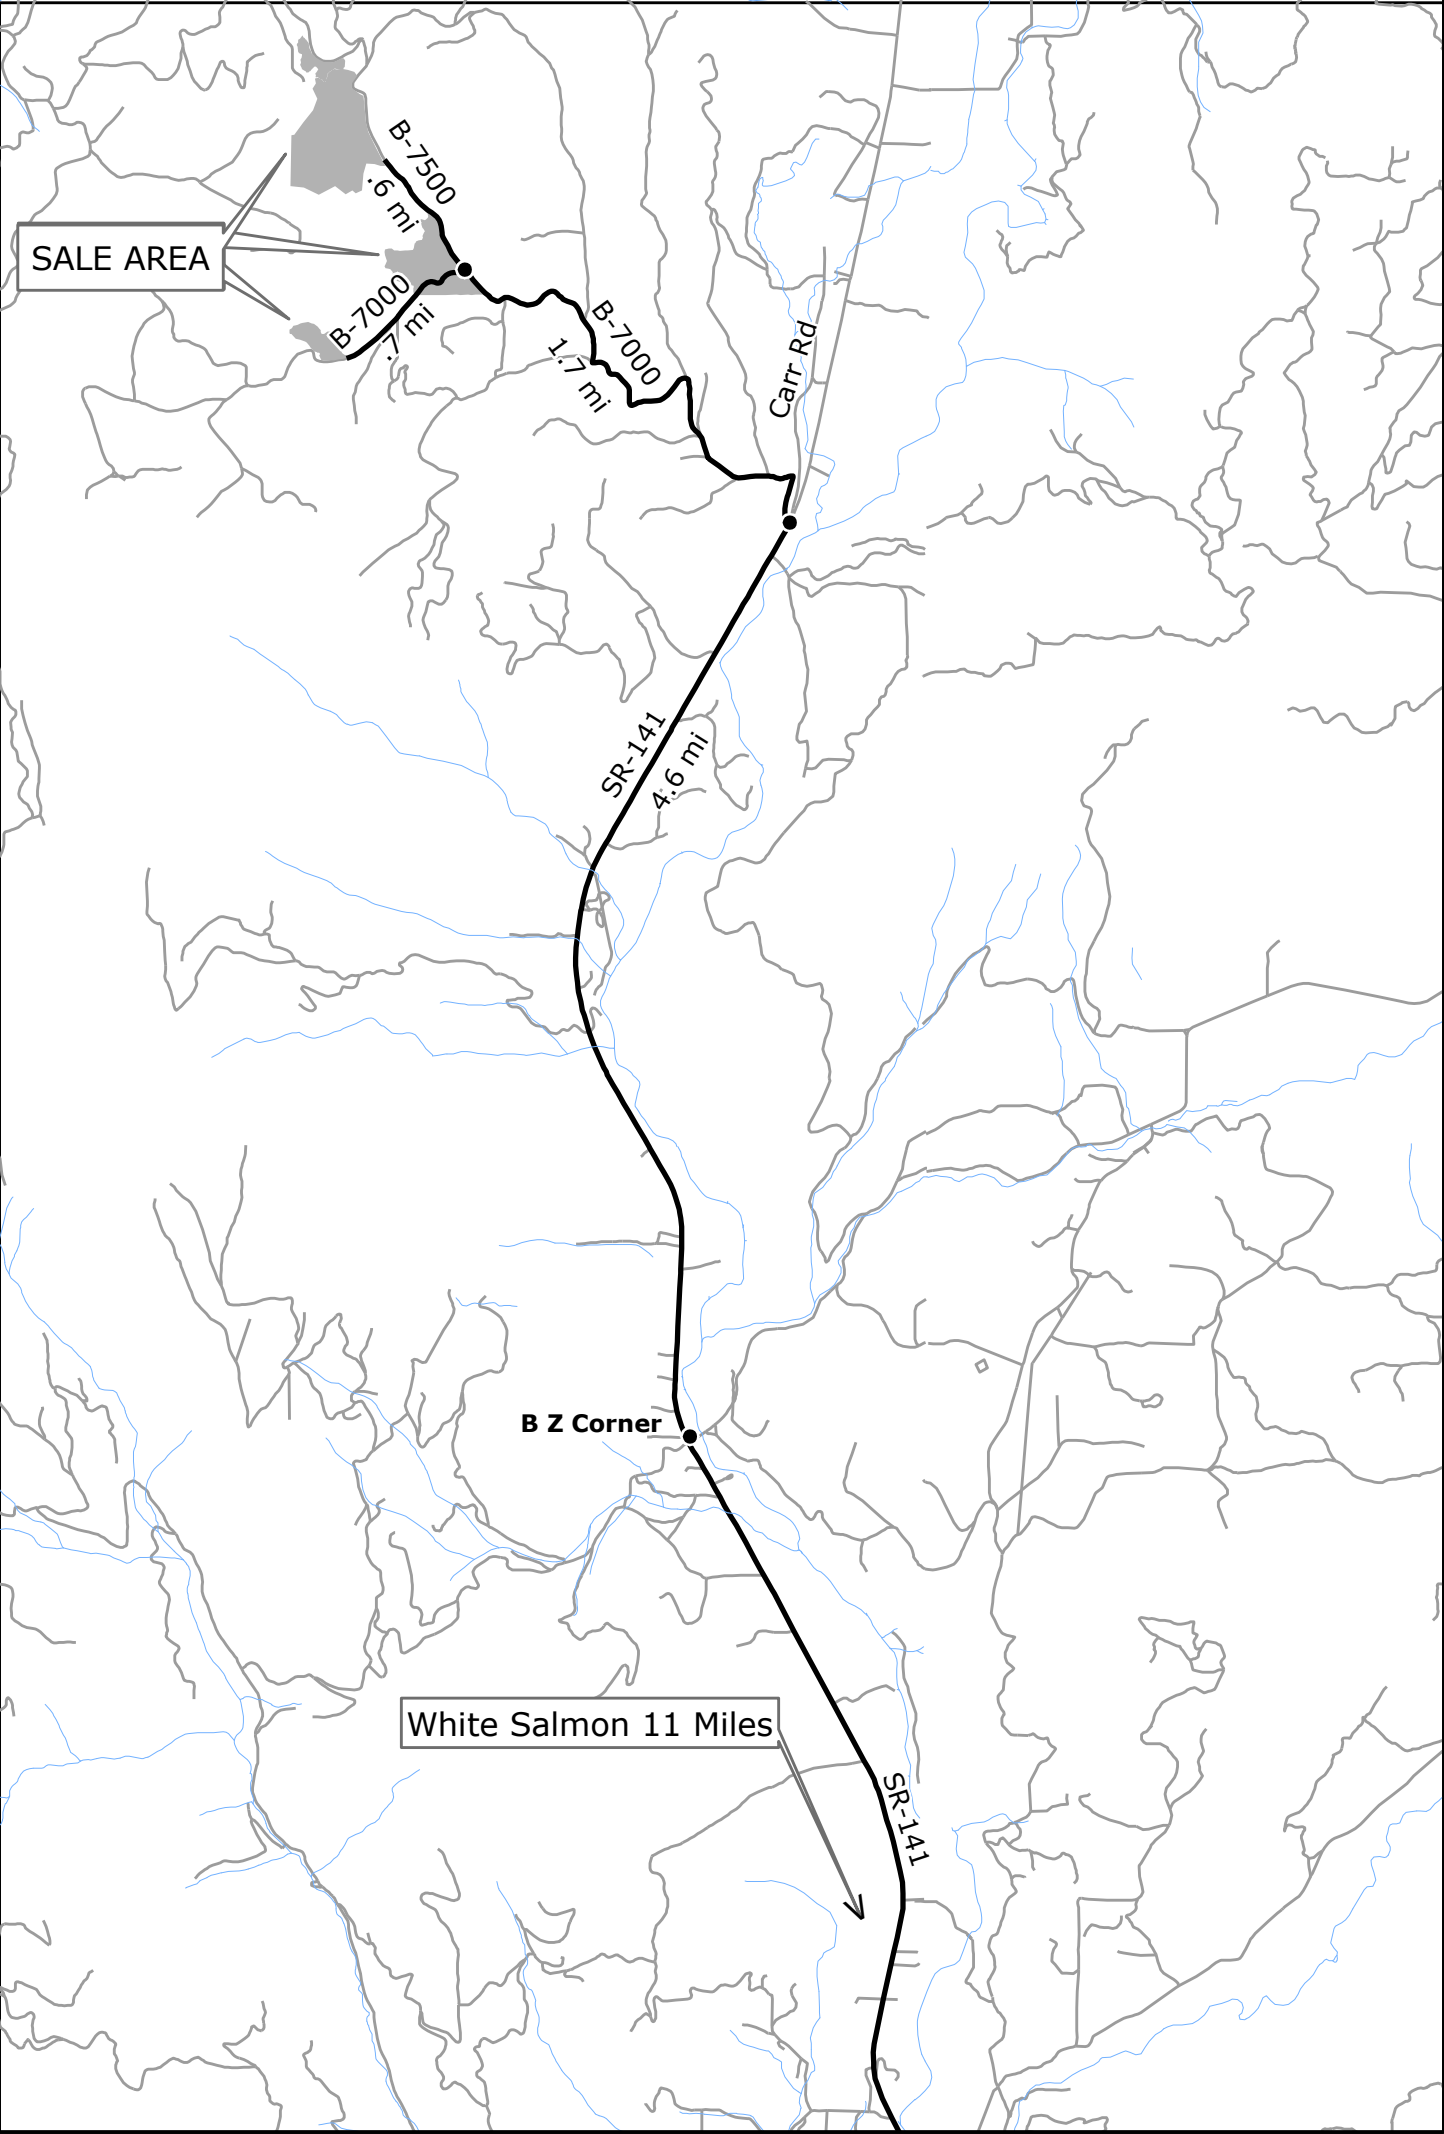 B-7500
.6 mi
SALE AREA
B-7000
.7 mi
B-7000
1.7 mi
Carr Rd
SR-141
4.6 mi
B Z Corner
White Salmon 11 Miles
SR-141